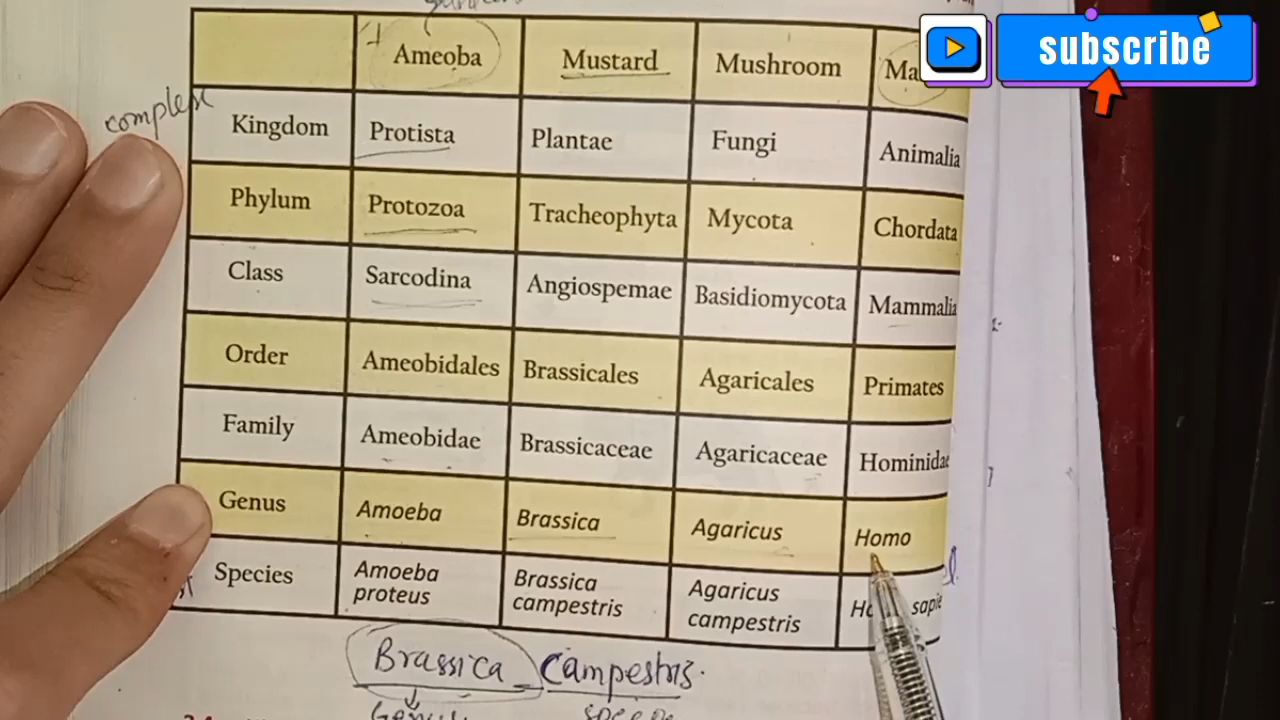 subscribe
Ameoba Mustard Mushroom
complex
Kingdom Protista Plantae Fungi Animalia
Phylum Protozoa Tracheophyta Mycota Chordata
Class Sarcodina Angiospemae Basidiomycota Mammalia
Order Ameobidales Brassicales Agaricales Primates
Family Ameobidae Brassicaceae Agaricaceae Hominidae
Genus Amoeba Brassica Agaricus Homo
Species Amoeba proteus Brassica campestris Agaricus campestris
Brassica campestris.